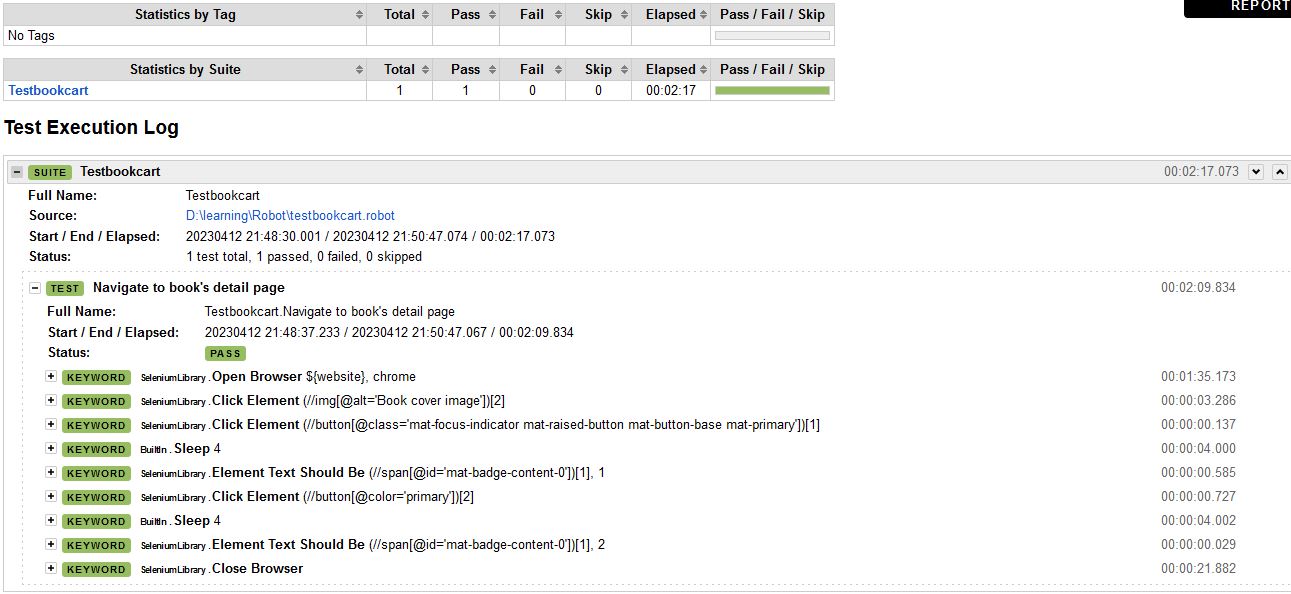 REPORT
Statistics by Tag Total Pass Fail Skip Elapsed Pass / Fail / Skip
No Tags
Statistics by Suite Total Pass Fail Skip Elapsed Pass / Fail / Skip
Testbookcart 1 1 0 0 00:02:17
Test Execution Log
SUITE Testbookcart 00:02:17.073
Full Name: Testbookcart
Source: D:\learning\Robot\testbookcart.robot
Start / End / Elapsed: 20230412 21:48:30.001 / 20230412 21:50:47.074 / 00:02:17.073
Status: 1 test total, 1 passed, 0 failed, 0 skipped
TEST Navigate to book's detail page 00:02:09.834
Full Name: Testbookcart.Navigate to book's detail page
Start / End / Elapsed: 20230412 21:48:37.233 / 20230412 21:50:47.067 / 00:02:09.834
Status: PASS
KEYWORD SeleniumLibrary.Open Browser ${website}, chrome 00:01:35.173
KEYWORD SeleniumLibrary.Click Element (//img[@alt='Book cover image'])[2] 00:00:03.286
KEYWORD SeleniumLibrary.Click Element (//button[@class='mat-focus-indicator mat-raised-button mat-button-base mat-primary'])[1] 00:00:00.137
KEYWORD BuiltIn.Sleep 4 00:00:04.000
KEYWORD SeleniumLibrary.Element Text Should Be (//span[@id='mat-badge-content-0'])[1], 1 00:00:00.585
KEYWORD SeleniumLibrary.Click Element (//button[@color='primary'])[2] 00:00:00.727
KEYWORD BuiltIn.Sleep 4 00:00:04.002
KEYWORD SeleniumLibrary.Element Text Should Be (//span[@id='mat-badge-content-0'])[1], 2 00:00:00.029
KEYWORD SeleniumLibrary.Close Browser 00:00:21.882